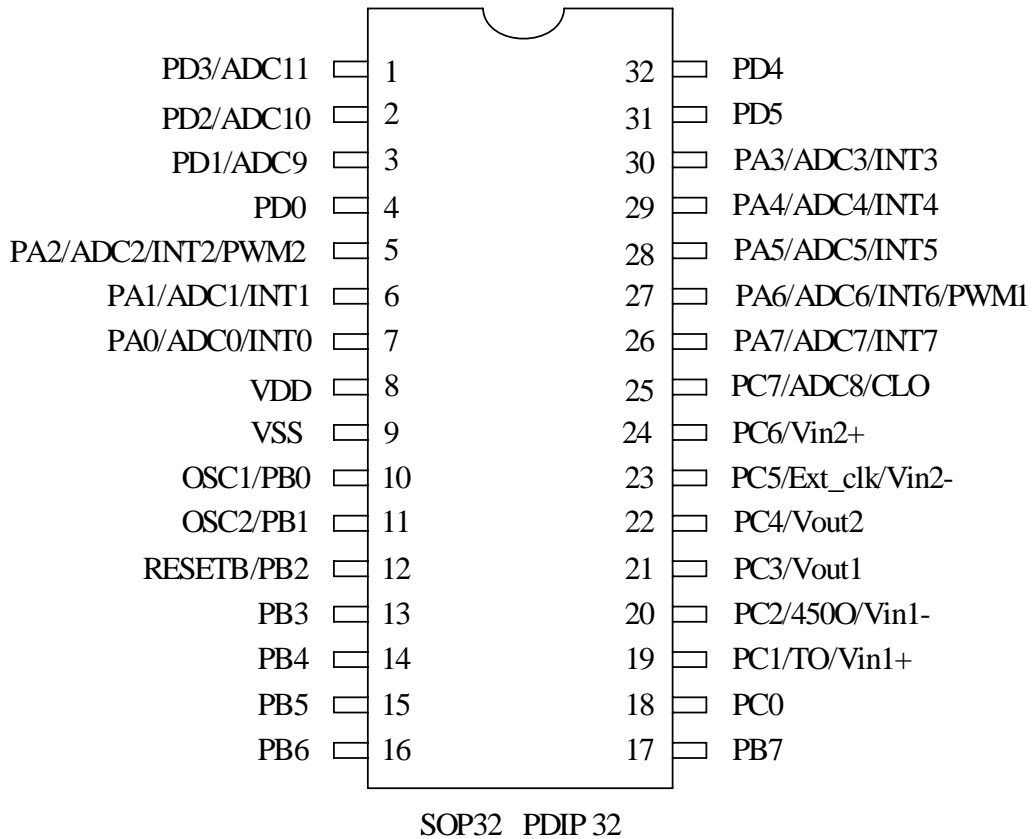 PD3/ADC11 1 32 PD4
PD2/ADC10 2 31 PD5
PD1/ADC9 3 30 PA3/ADC3/INT3
PD0 4 29 PA4/ADC4/INT4
PA2/ADC2/INT2/PWM2 5 28 PA5/ADC5/INT5
PA1/ADC1/INT1 6 27 PA6/ADC6/INT6/PWM1
PA0/ADC0/INT0 7 26 PA7/ADC7/INT7
VDD 8 25 PC7/ADC8/CLO
VSS 9 24 PC6/Vin2+
OSC1/PB0 10 23 PC5/Ext_clk/Vin2-
OSC2/PB1 11 22 PC4/Vout2
RESETB/PB2 12 21 PC3/Vout1
PB3 13 20 PC2/450O/Vin1-
PB4 14 19 PC1/TO/Vin1+
PB5 15 18 PC0
PB6 16 17 PB7
SOP32 PDIP 32